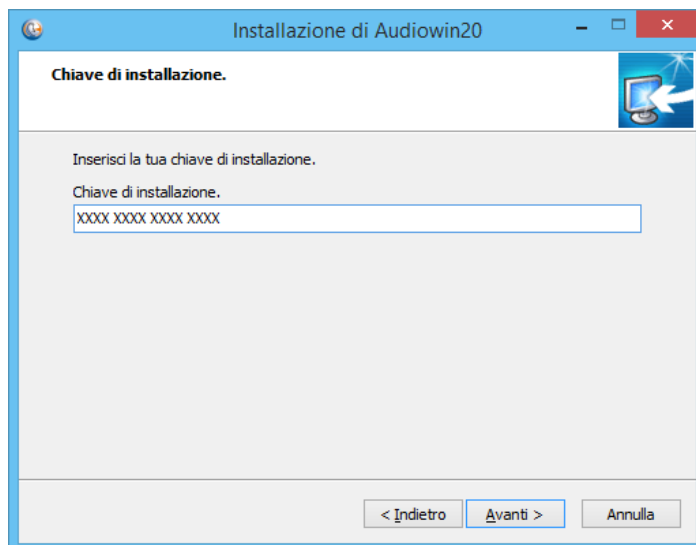 Installazione di Audiowin20
Chiave di installazione.
Inserisci la tua chiave di installazione.
Chiave di installazione.
XXXX XXXX XXXX XXXX
< Indietro Avanti > Annulla